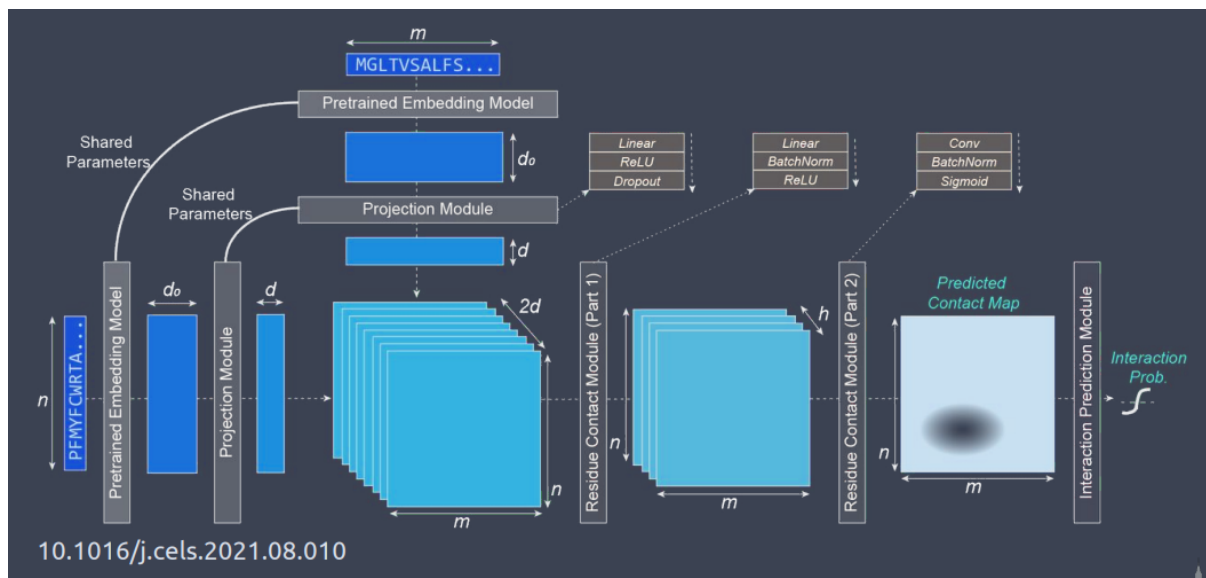 m
MGLTVSALFS...
Pretrained Embedding Model
Shared
Parameters
d₀
Shared
Parameters
Projection Module
d
Linear
ReLU
Dropout
Linear
BatchNorm
ReLU
Conv
BatchNorm
Sigmoid
n
PFMYFCWRTA...
Pretrained Embedding Model
d₀
Projection Module
d
2d
n
m
Residue Contact Module (Part 1)
h
n
m
Residue Contact Module (Part 2)
Predicted
Contact Map
n
m
Interaction Prediction Module
Interaction
Prob.
10.1016/j.cels.2021.08.010